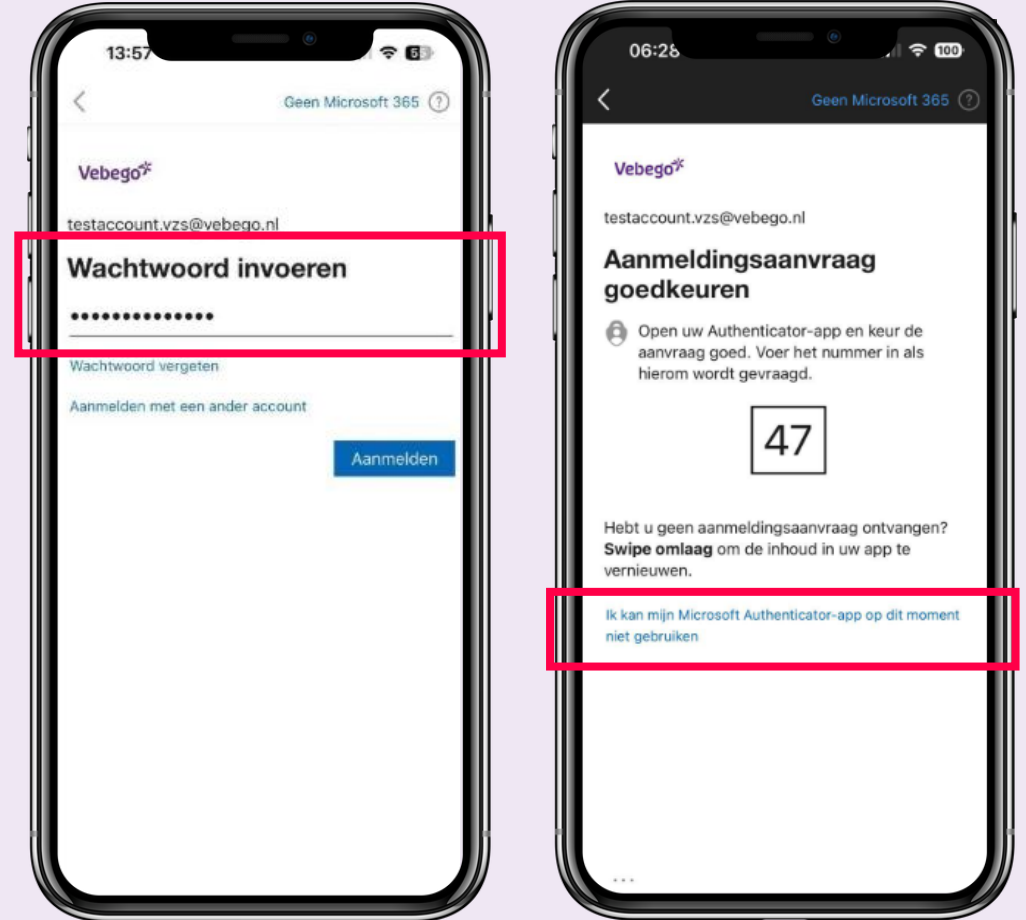 13:57
Geen Microsoft 365 ?
Vebego
testaccount.vzs@vebego.nl
Wachtwoord invoeren
••••••••••••••
Wachtwoord vergeten
Aanmelden met een ander account
Aanmelden
06:28
100
Geen Microsoft 365 ?
Vebego
testaccount.vzs@vebego.nl
Aanmeldingsaanvraag
goedkeuren
Open uw Authenticator-app en keur de
aanvraag goed. Voer het nummer in als
hierom wordt gevraagd.
47
Hebt u geen aanmeldingsaanvraag ontvangen?
Swipe omlaag om de inhoud in uw app te
vernieuwen.
Ik kan mijn Microsoft Authenticator-app op dit moment
niet gebruiken
...